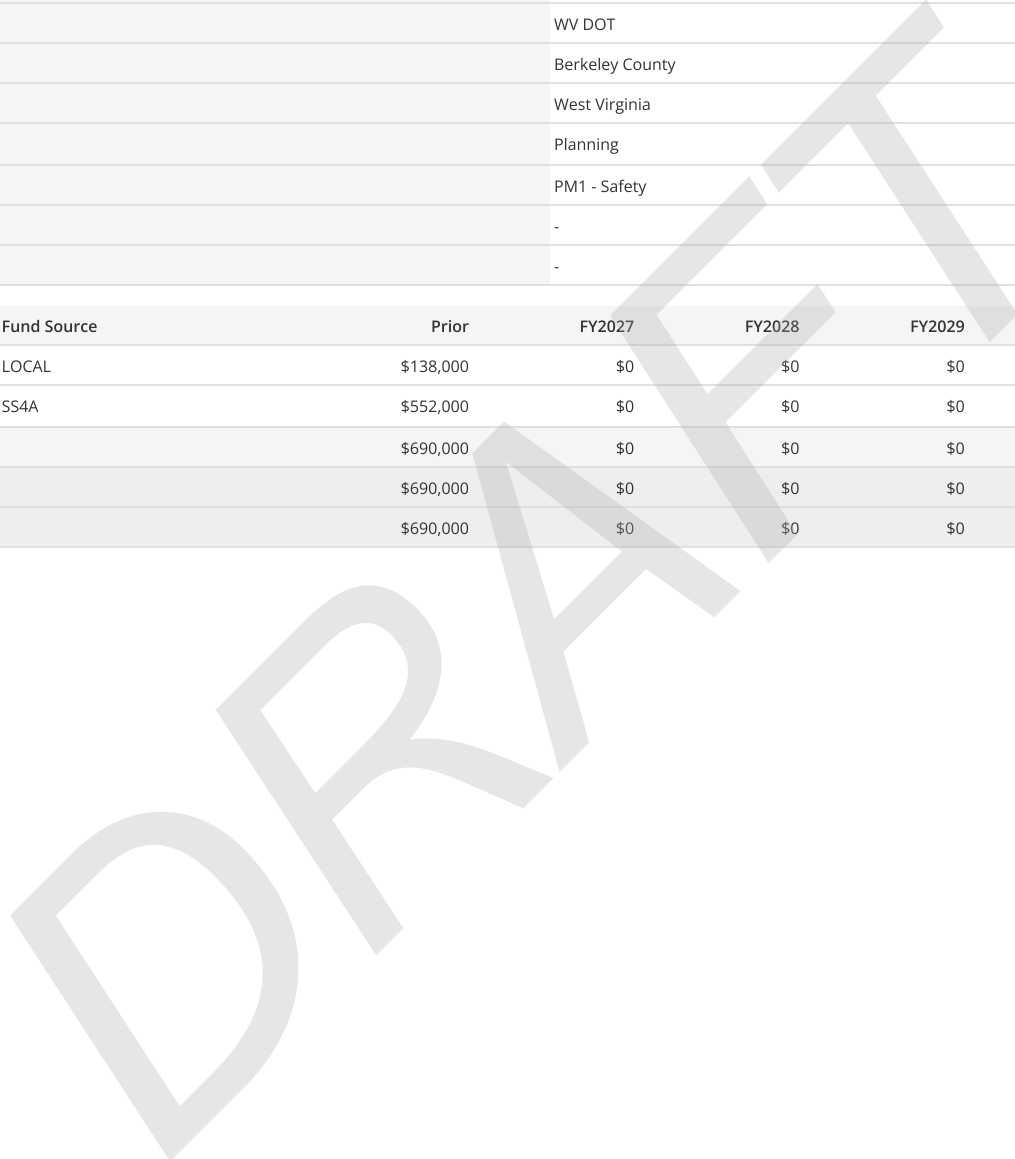 WV DOT
Berkeley County
West Virginia
Planning
PM1 - Safety
-
-
Fund Source Prior FY2027 FY2028 FY2029
LOCAL $138,000 $0 $0 $0
SS4A $552,000 $0 $0 $0
$690,000 $0 $0 $0
$690,000 $0 $0 $0
$690,000 $0 $0 $0
DRAFT